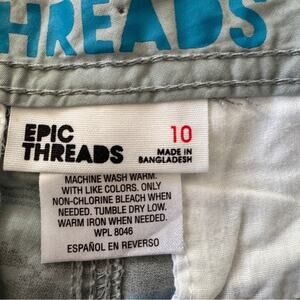 THREADS
EPIC
THREADS
10
MADE IN
BANGLADESH
MACHINE WASH WARM.
WITH LIKE COLORS. ONLY
NON-CHLORINE BLEACH WHEN
NEEDED. TUMBLE DRY LOW.
WARM IRON WHEN NEEDED.
WPL 8046
ESPAÑOL EN REVERSO